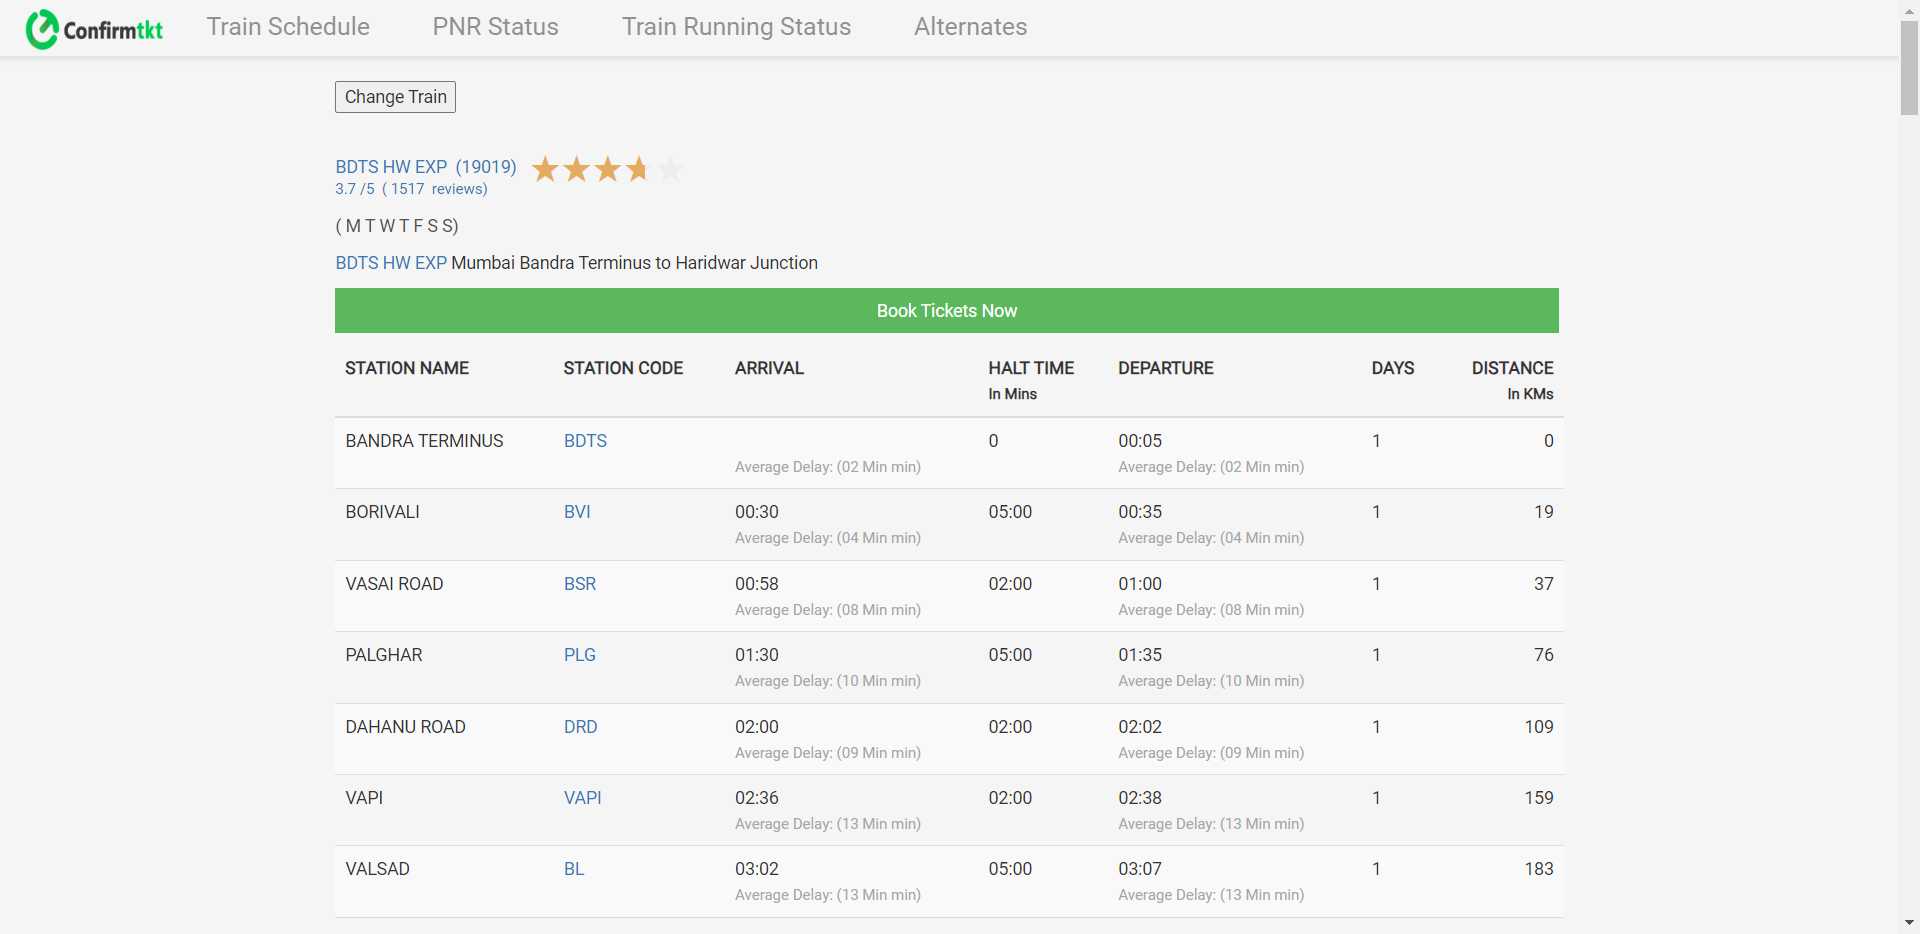 Confirmtkt Train Schedule PNR Status Train Running Status Alternates
Change Train
BDTS HW EXP (19019)
3.7 /5 ( 1517 reviews)
( M T W T F S S)
BDTS HW EXP Mumbai Bandra Terminus to Haridwar Junction
Book Tickets Now
STATION NAME STATION CODE ARRIVAL HALT TIME DEPARTURE DAYS DISTANCE
In Mins In KMs
BANDRA TERMINUS BDTS 0 00:05 1 0
Average Delay: (02 Min min) Average Delay: (02 Min min)
BORIVALI BVI 00:30 05:00 00:35 1 19
Average Delay: (04 Min min) Average Delay: (04 Min min)
VASAI ROAD BSR 00:58 02:00 01:00 1 37
Average Delay: (08 Min min) Average Delay: (08 Min min)
PALGHAR PLG 01:30 05:00 01:35 1 76
Average Delay: (10 Min min) Average Delay: (10 Min min)
DAHANU ROAD DRD 02:00 02:00 02:02 1 109
Average Delay: (09 Min min) Average Delay: (09 Min min)
VAPI VAPI 02:36 02:00 02:38 1 159
Average Delay: (13 Min min) Average Delay: (13 Min min)
VALSAD BL 03:02 05:00 03:07 1 183
Average Delay: (13 Min min) Average Delay: (13 Min min)